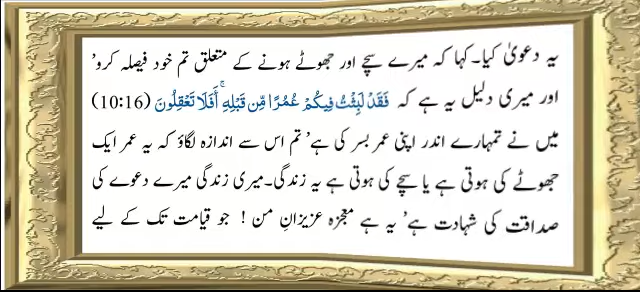 یہ دعویٰ کیا۔کہا کہ میرے سچے اور جھوٹے ہونے کے متعلق تم خود فیصلہ کرو'
اور میری دلیل یہ ہے کہ فَقَدْ لَبِثْتُ فِيكُمْ عُمُرًا مِّن قَبْلِهِ ۚ أَفَلَا تَعْقِلُونَ (10:16)
میں نے تمہارے اندر اپنی عمر بسر کی ہے' تم اس سے اندازہ لگاؤ کہ یہ عمر ایک
جھوٹے کی ہوتی ہے یا سچے کی ہوتی ہے یہ زندگی۔میری زندگی میرے دعوے کی
صداقت کی شہادت ہے' یہ ہے معجزہ عزیزانِ من ! جو قیامت تک کے لیے